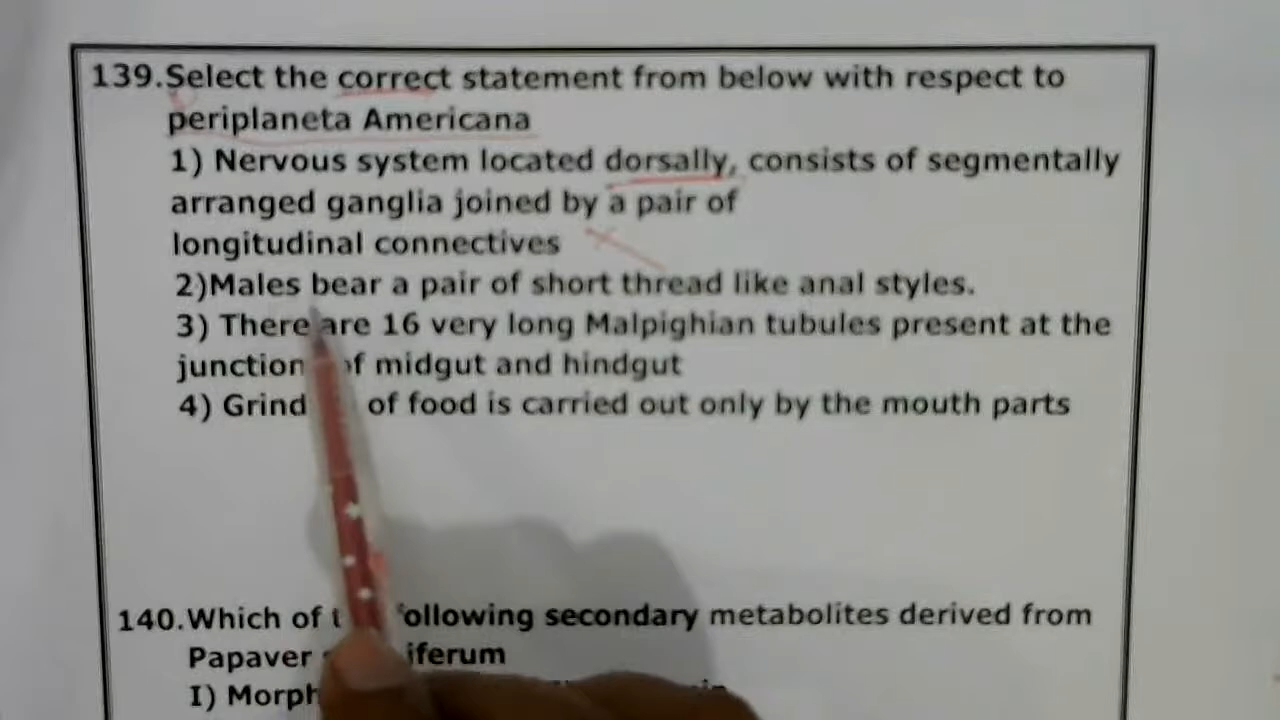 139.Select the correct statement from below with respect to
periplaneta Americana
1) Nervous system located dorsally, consists of segmentally
arranged ganglia joined by a pair of
longitudinal connectives
2)Males bear a pair of short thread like anal styles.
3) There are 16 very long Malpighian tubules present at the
junction of midgut and hindgut
4) Grind of food is carried out only by the mouth parts
140.Which of following secondary metabolites derived from
Papaver
I) Morph